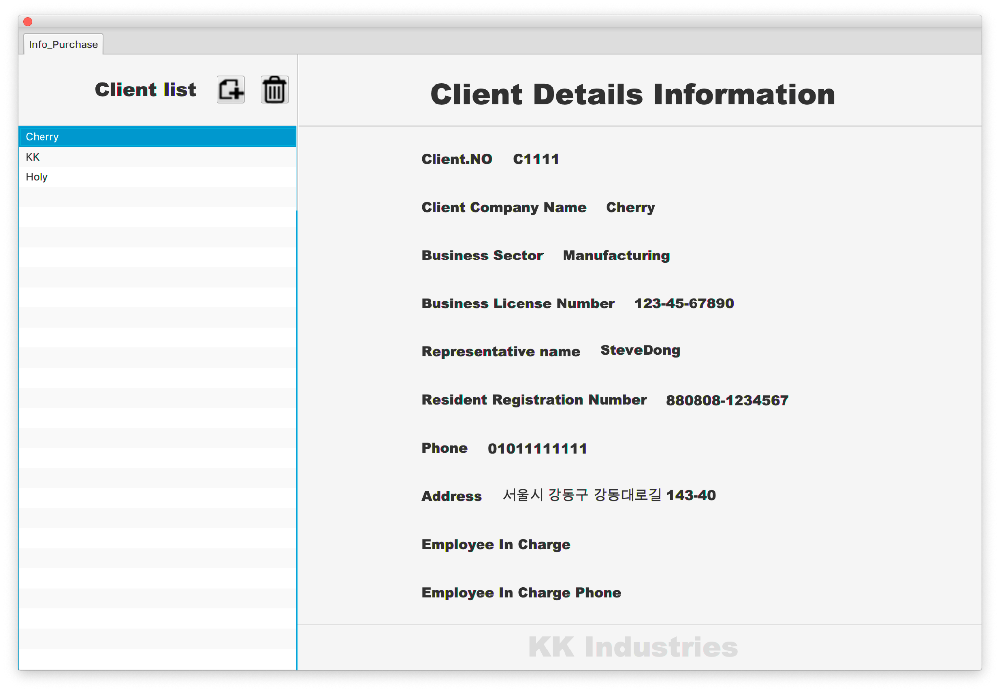 Info_Purchase
Client list
Client Details Information
Cherry
KK
Holy
Client.NO C1111
Client Company Name Cherry
Business Sector Manufacturing
Business License Number 123-45-67890
Representative name SteveDong
Resident Registration Number 880808-1234567
Phone 01011111111
Address 서울시 강동구 강동대로길 143-40
Employee In Charge
Employee In Charge Phone
KK Industries